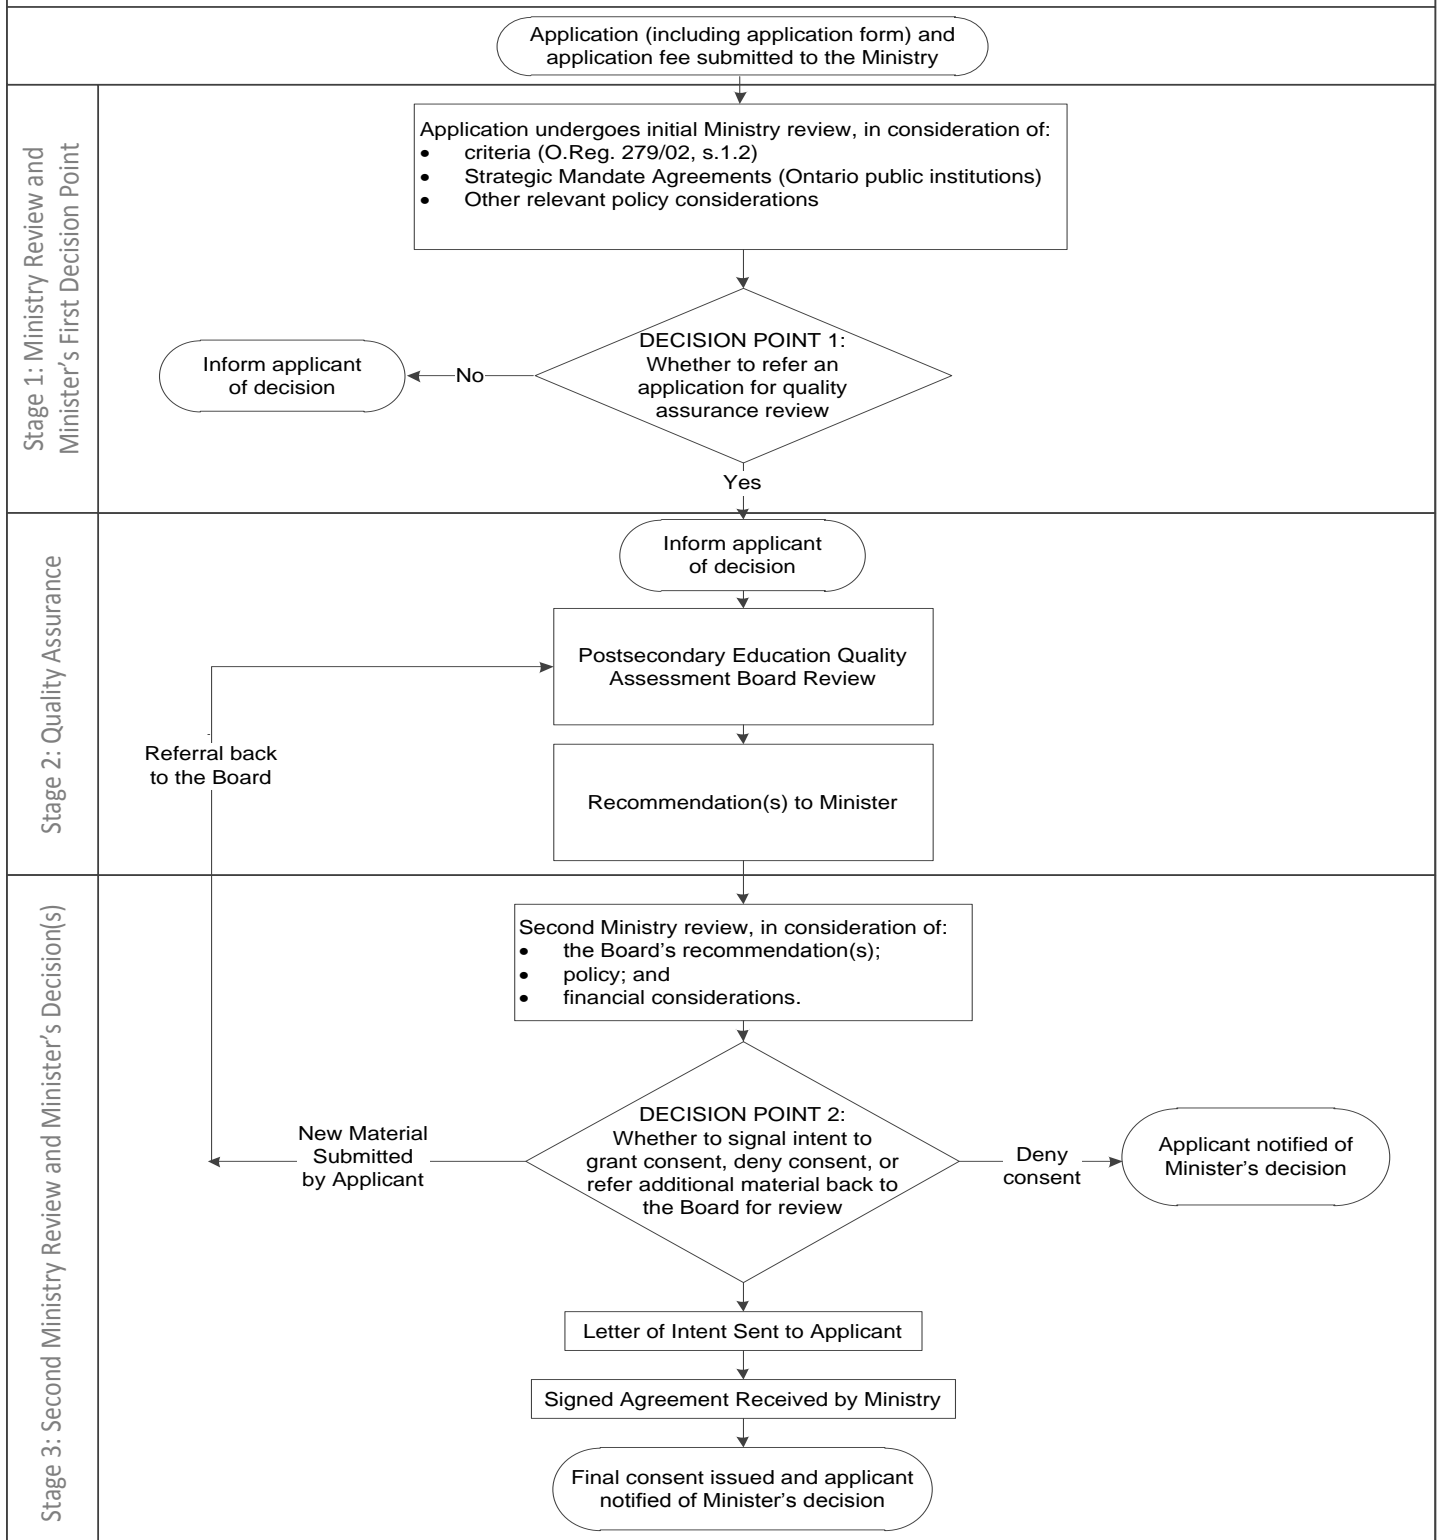 Application (including application form) and
application fee submitted to the Ministry
Stage 1: Ministry Review and
Minister's First Decision Point
Application undergoes initial Ministry review, in consideration of:
• criteria (O.Reg. 279/02, s.1.2)
• Strategic Mandate Agreements (Ontario public institutions)
• Other relevant policy considerations
DECISION POINT 1:
Whether to refer an
application for quality
assurance review
No
Inform applicant
of decision
Yes
Stage 2: Quality Assurance
Inform applicant
of decision
Postsecondary Education Quality
Assessment Board Review
Referral back
to the Board
Recommendation(s) to Minister
Stage 3: Second Ministry Review and Minister's Decision(s)
Second Ministry review, in consideration of:
• the Board's recommendation(s);
• policy; and
• financial considerations.
DECISION POINT 2:
Whether to signal intent to
grant consent, deny consent, or
refer additional material back to
the Board for review
New Material
Submitted
by Applicant
Deny
consent
Applicant notified of
Minister's decision
Letter of Intent Sent to Applicant
Signed Agreement Received by Ministry
Final consent issued and applicant
notified of Minister's decision